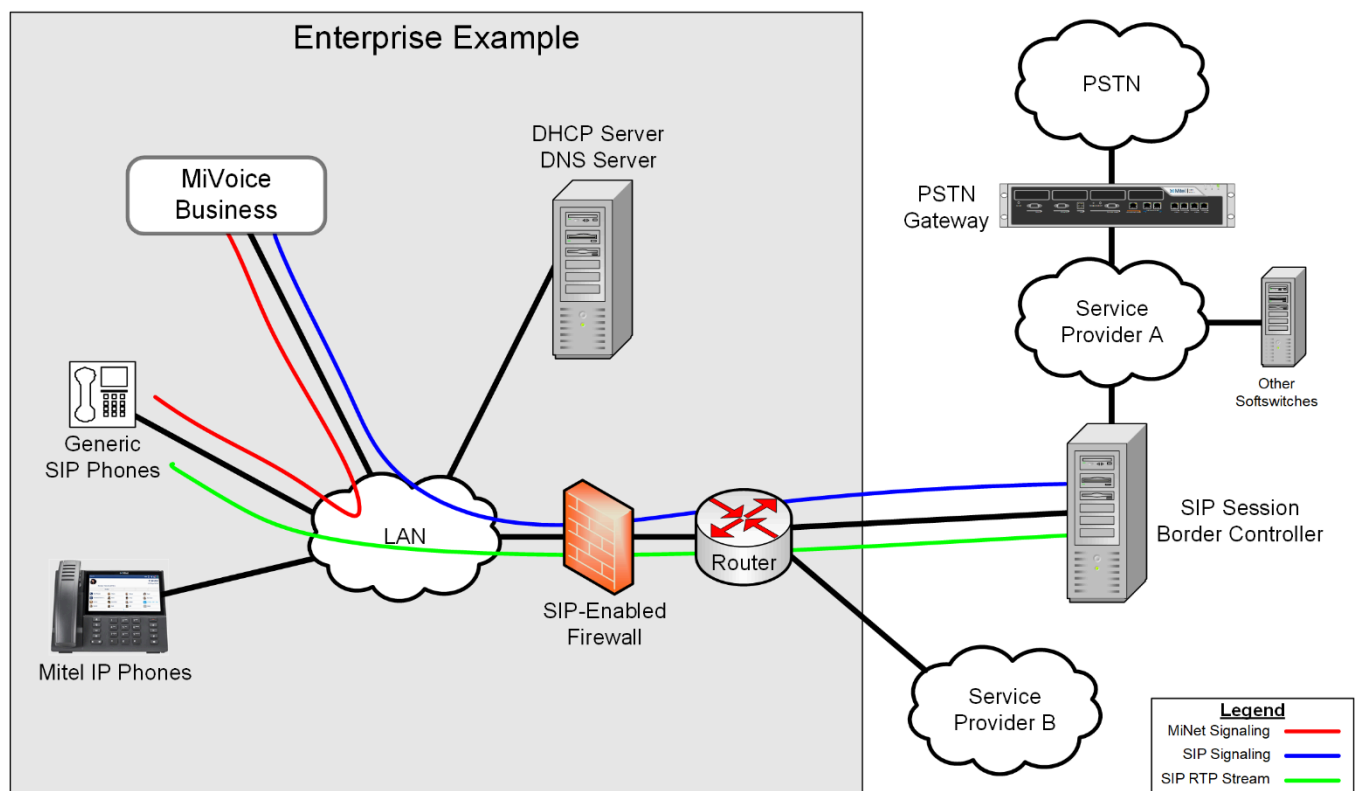 Enterprise Example
PSTN
DHCP Server
DNS Server
MiVoice
Business
PSTN
Gateway
Mitel
Service
Provider A
Other
Softswitches
Generic
SIP Phones
LAN
Router
SIP Session
Border Controller
SIP-Enabled
Firewall
Mitel IP Phones
Service
Provider B
Legend
MiNet Signaling
SIP Signaling
SIP RTP Stream